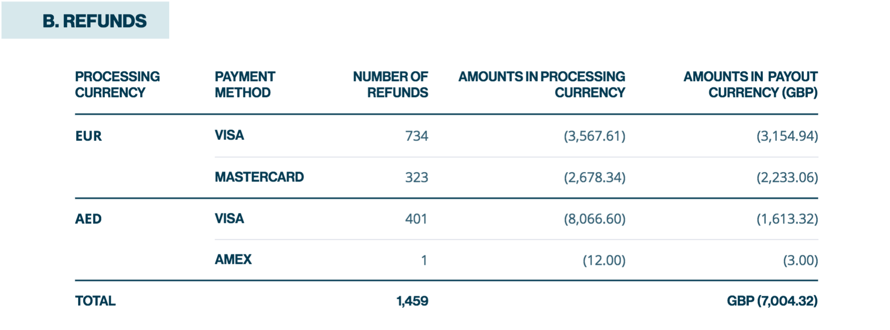 B. REFUNDS
PROCESSING CURRENCY PAYMENT METHOD NUMBER OF REFUNDS AMOUNTS IN PROCESSING CURRENCY AMOUNTS IN PAYOUT CURRENCY (GBP)
EUR VISA 734 (3,567.61) (3,154.94)
MASTERCARD 323 (2,678.34) (2,233.06)
AED VISA 401 (8,066.60) (1,613.32)
AMEX 1 (12.00) (3.00)
TOTAL 1,459 GBP (7,004.32)